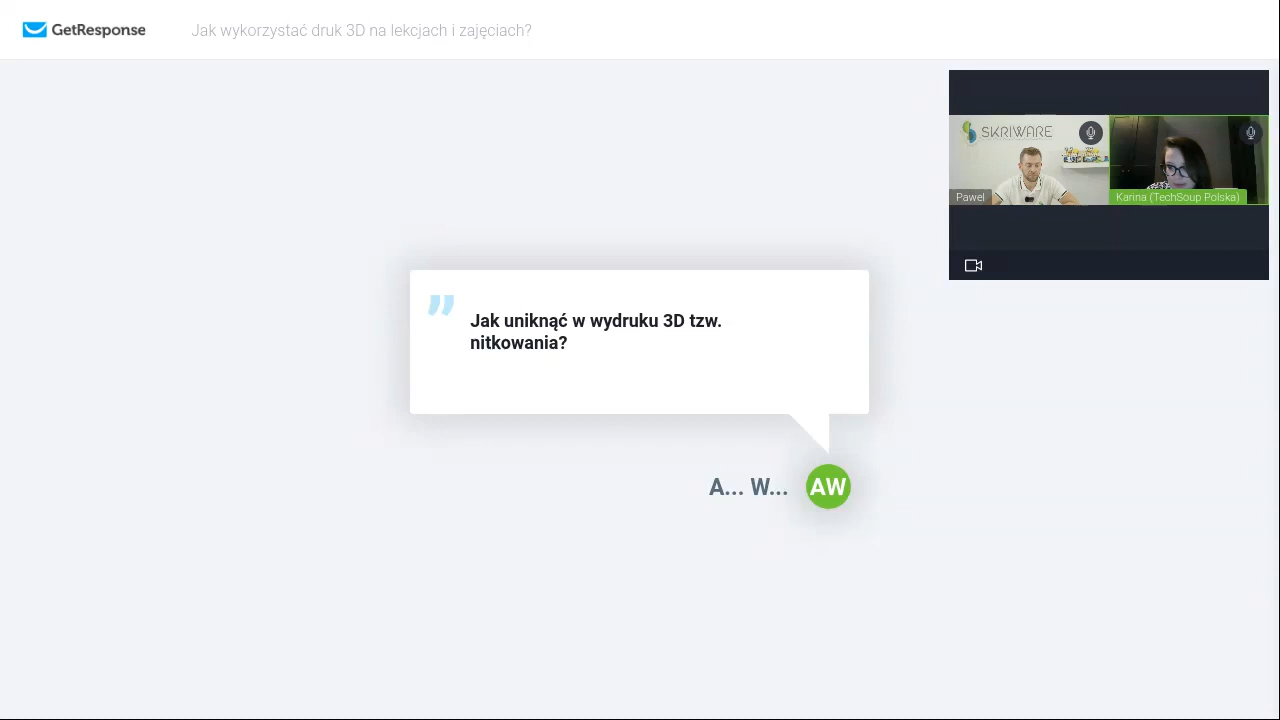 GetResponse
Jak wykorzystać druk 3D na lekcjach i zajęciach?
SKRIWARE
Pawel
Karina (TechSoup Polska)
Jak uniknąć w wydruku 3D tzw.
nitkowania?
A... W...
AW